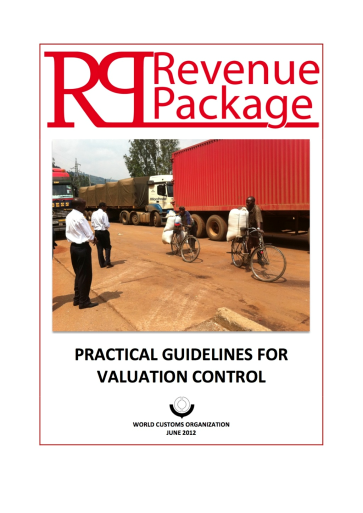 RP Revenue
Package
PRACTICAL GUIDELINES FOR
VALUATION CONTROL
WORLD CUSTOMS ORGANIZATION
JUNE 2012